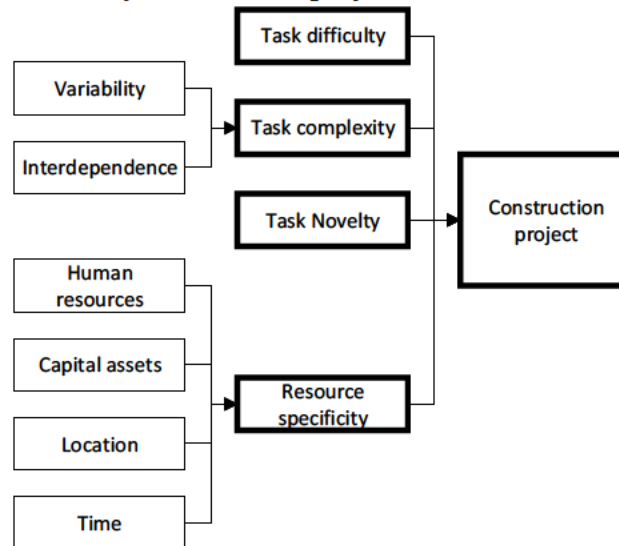 Task difficulty
Variability
Task complexity
Interdependence
Task Novelty
Construction
project
Human
resources
Capital assets
Resource
specificity
Location
Time